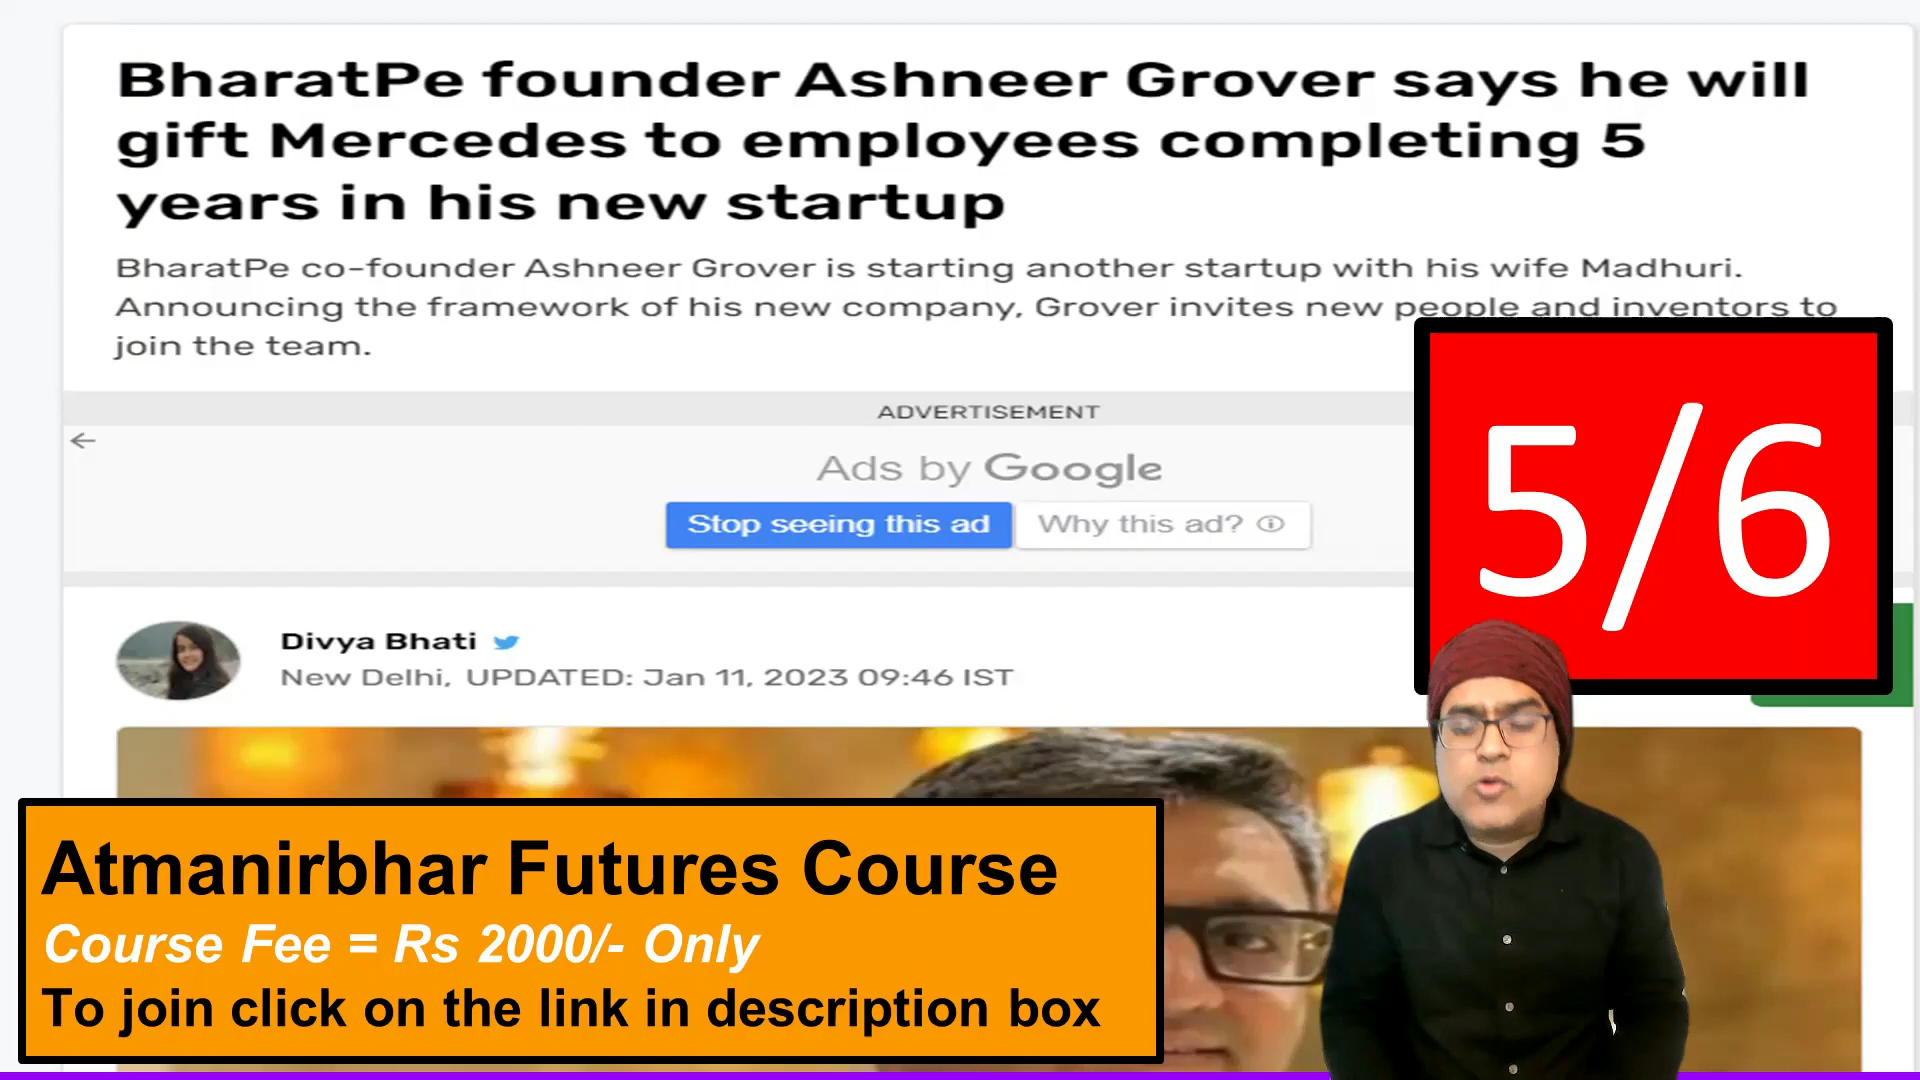 BharatPe founder Ashneer Grover says he will
gift Mercedes to employees completing 5
years in his new startup
BharatPe co-founder Ashneer Grover is starting another startup with his wife Madhuri.
Announcing the framework of his new company, Grover invites new people and inventors to
join the team.
ADVERTISEMENT
Ads by Google
Stop seeing this ad
Why this ad?
5/6
Divya Bhati
New Delhi, UPDATED: Jan 11, 2023 09:46 IST
Atmanirbhar Futures Course
Course Fee = Rs 2000/- Only
To join click on the link in description box